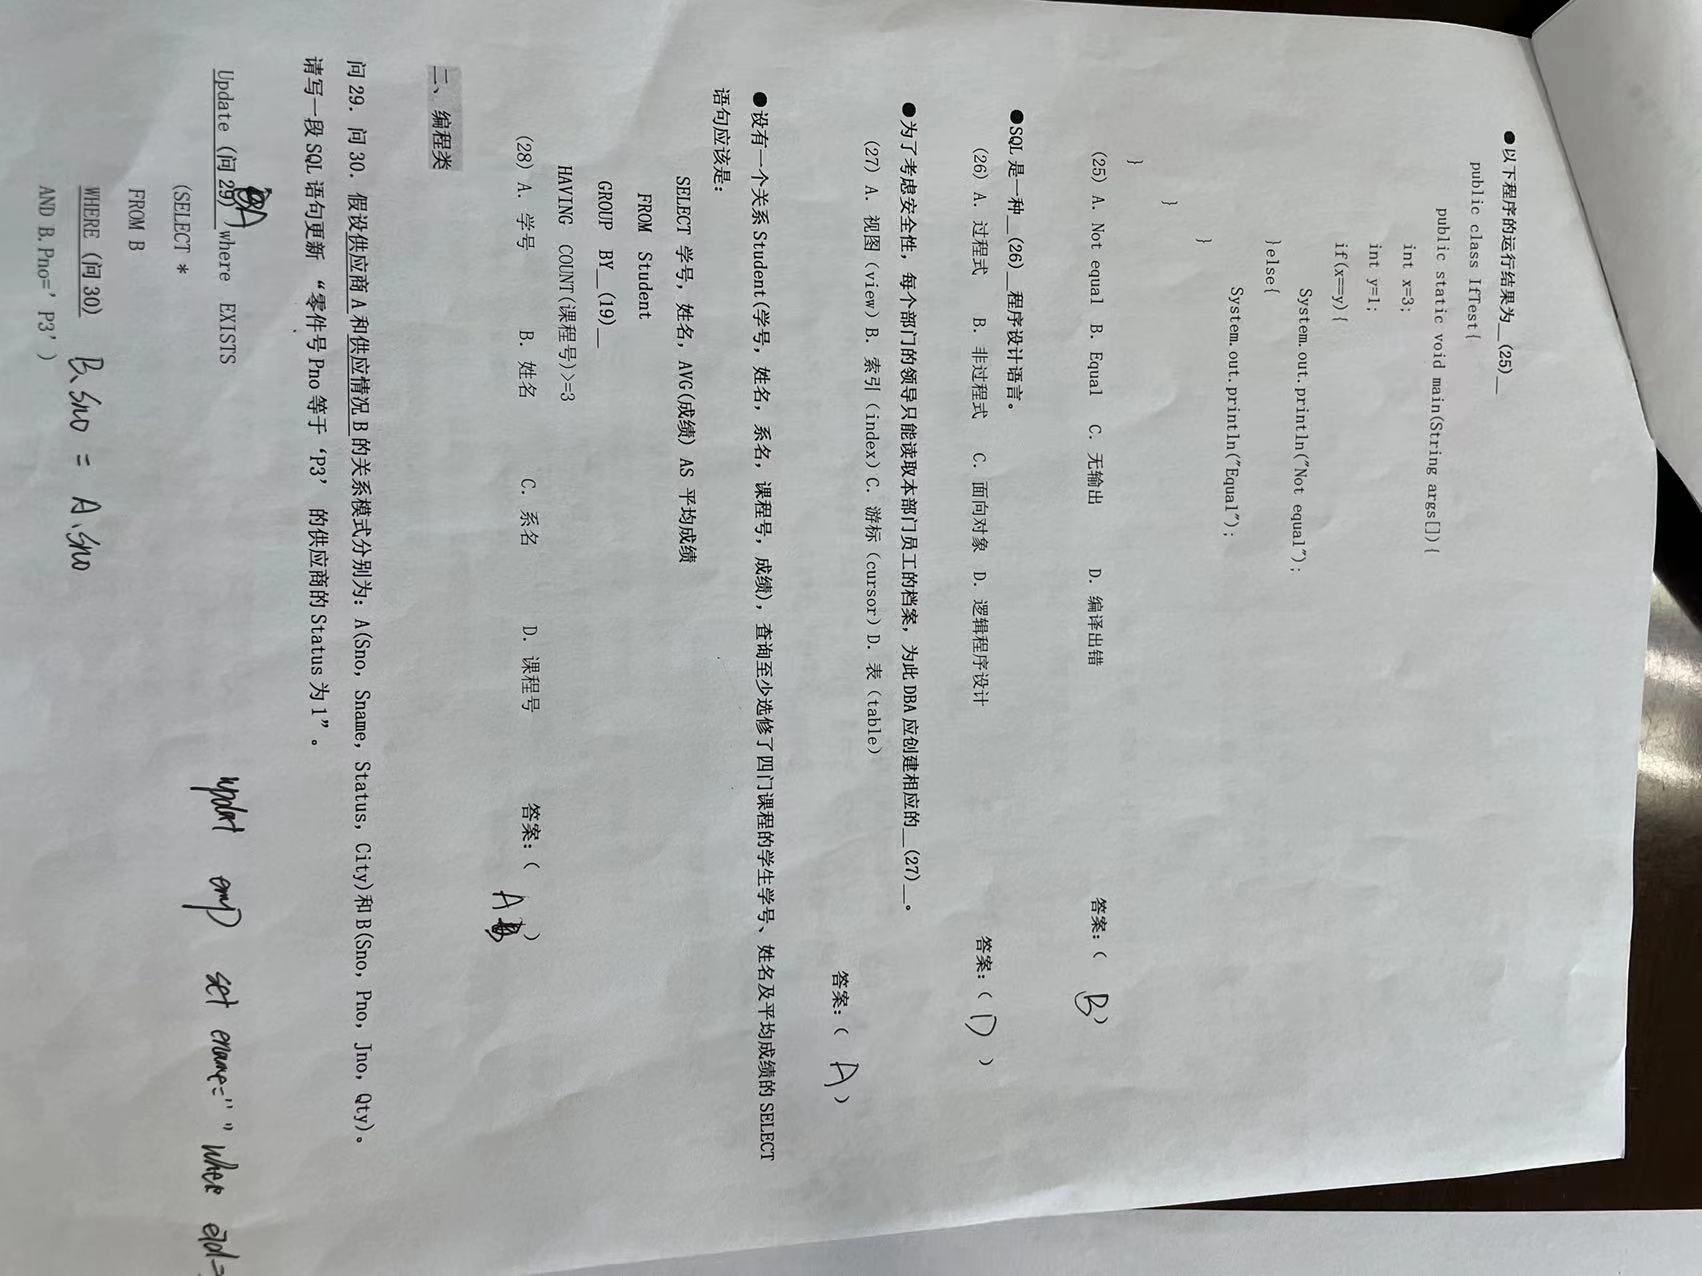 ●以下程序的运行结果为__(25)__
public class IfTest{
public static void main(String args[]){
int x=3;
int y=1;
if(x==y){
System.out.println("Not equal");
}else{
System.out.println("Equal");
}
}
}
(25) A. Not equal B. Equal C. 无输出 D. 编译出错 答案：( B )
●SQL 是一种__(26)__程序设计语言。
(26) A. 过程式 B. 非过程式 C. 面向对象 D. 逻辑程序设计 答案：( D )
●为了考虑安全性，每个部门的领导只能读取本部门员工的档案，为此 DBA 应创建相应的__(27)__。
(27) A. 视图（view）B. 索引（index）C. 游标（cursor）D. 表（table）
答案：( A )
●设有一个关系 Student(学号，姓名，系名，课程号，成绩)，查询至少选修了四门课程的学生学号、姓名及平均成绩的 SELECT
语句应该是：
SELECT 学号，姓名，AVG(成绩) AS 平均成绩
FROM Student
GROUP BY__(19)__
HAVING COUNT(课程号)>=3
(28) A. 学号 B. 姓名 C. 系名 D. 课程号 答案：( A )
二、编程类
问 29. 问 30. 假设供应商 A 和供应情况 B 的关系模式分别为：A(Sno, Sname, Status, City)和 B(Sno, Pno, Jno, Qty)。
请写一段 SQL 语句更新 “零件号 Pno 等于 ‘P3’ 的供应商的 Status 为 1”。
Update (问 29) where EXISTS
(SELECT *
FROM B
WHERE (问 30) B.sno = A.sno
AND B.Pno='P3')
emp set ename=" "